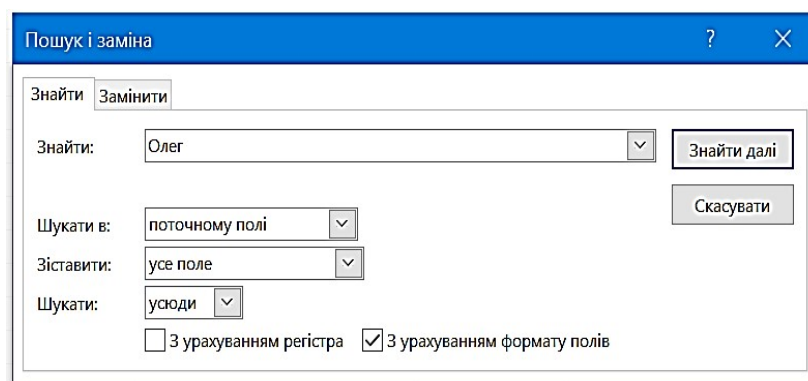 Пошук і заміна ?
Знайти Замінити
Знайти: Олег Знайти далі
Скасувати
Шукати в: поточному полі
Зіставити: усе поле
Шукати: усюди
З урахуванням регістра З урахуванням формату полів